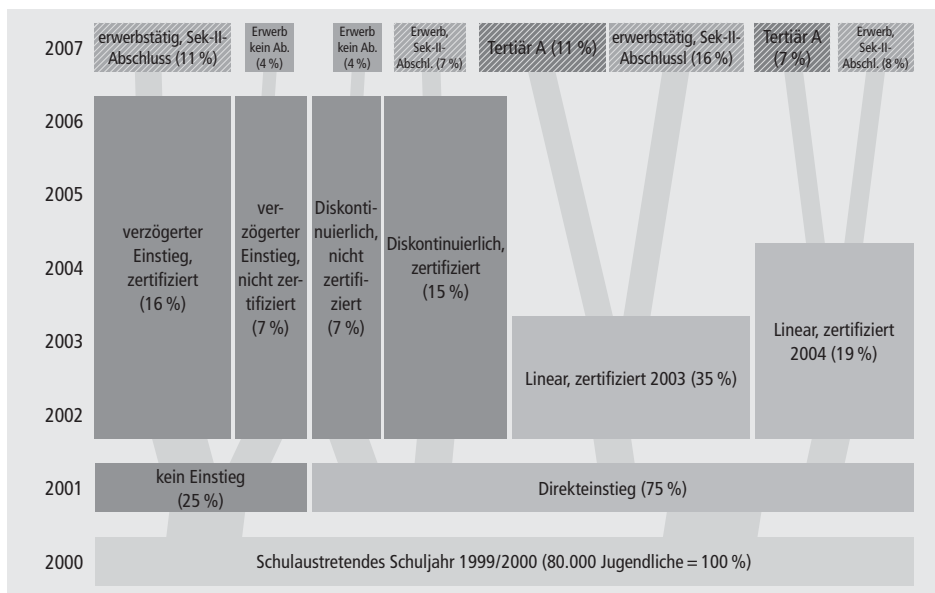 2007
erwerbstätig, Sek-II-
Abschluss (11 %)
Erwerb
kein Ab.
(4 %)
Erwerb
kein Ab.
(4 %)
Erwerb,
Sek-II-
Abschl. (7 %)
Tertiär A (11 %)
erwerbstätig, Sek-II-
Abschlussl (16 %)
Tertiär A
(7 %)
Erwerb,
Sek-II-
Abschl. (8 %)
2006
2005
2004
2003
2002
verzögerter
Einstieg,
zertifiziert
(16 %)
ver-
zögerter
Einstieg,
nicht zer-
tifiziert
(7 %)
Diskonti-
nuierlich,
nicht
zertifi-
ziert
(7 %)
Diskontinuierlich,
zertifiziert
(15 %)
Linear, zertifiziert 2003 (35 %)
Linear, zertifiziert
2004 (19 %)
2001
kein Einstieg
(25 %)
Direkteinstieg (75 %)
2000
Schulaustretendes Schuljahr 1999/2000 (80.000 Jugendliche = 100 %)